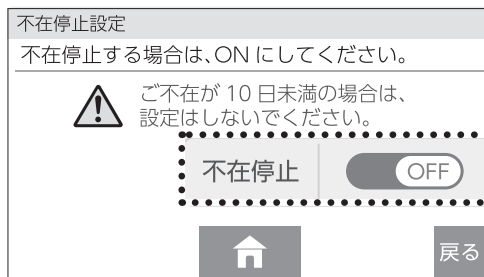 不在停止設定
不在停止する場合は、ONにしてください。
ご不在が10日未満の場合は、
設定はしないでください。
不在停止 OFF
戻る